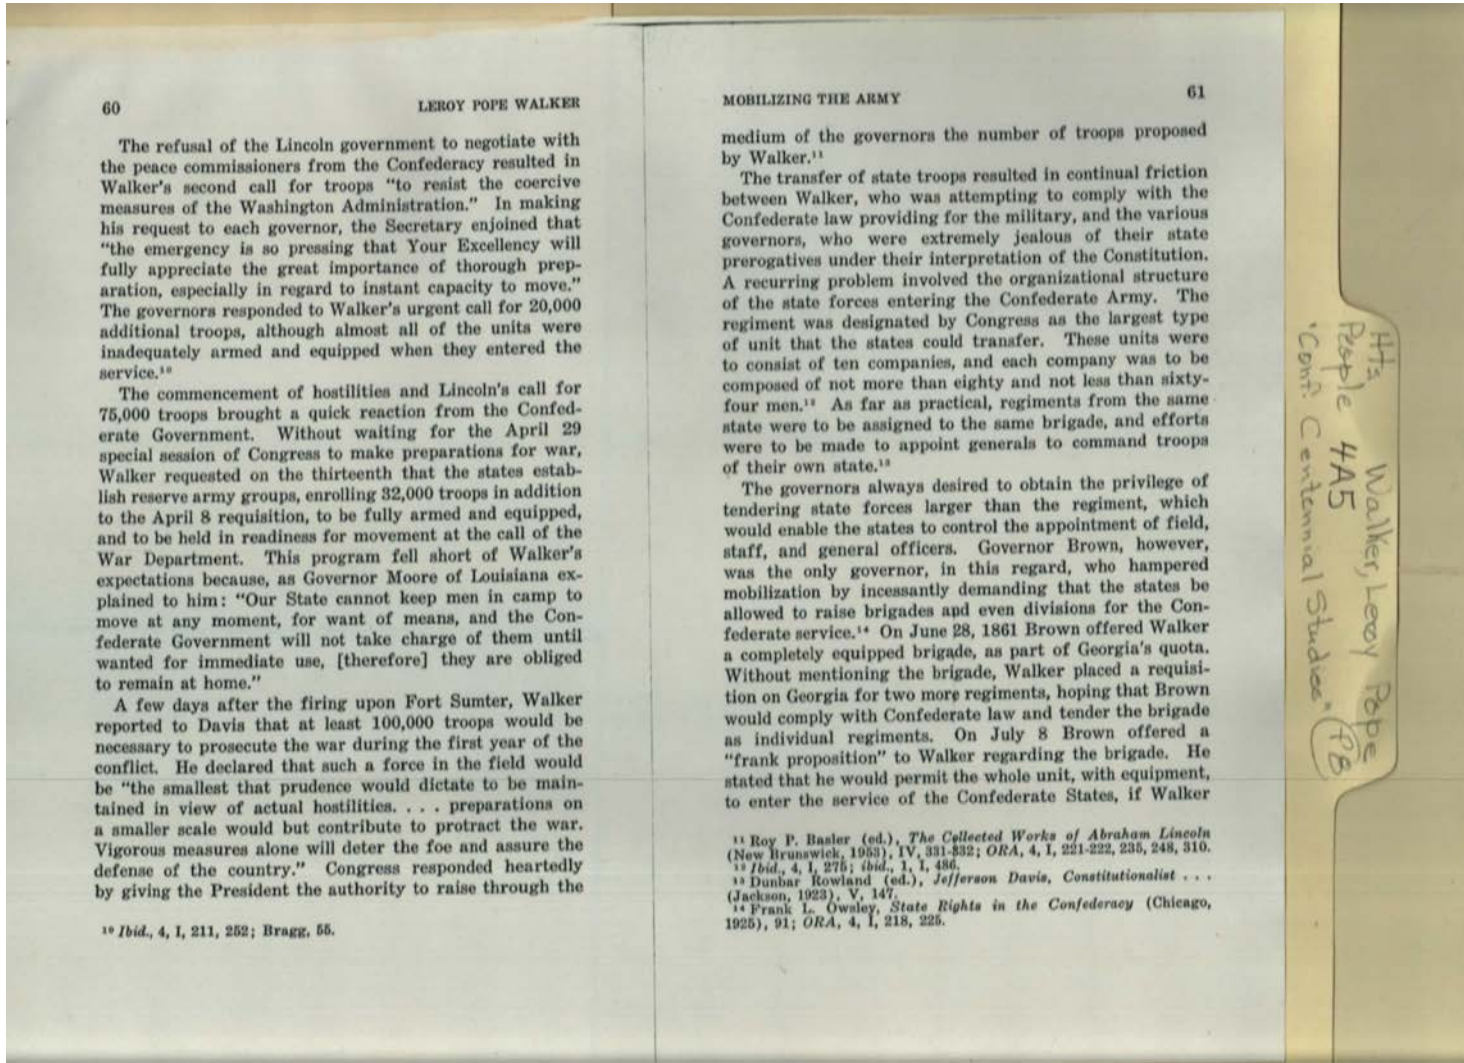 60
LEROY POPE WALKER
The refusal of the Lincoln government to negotiate with
the peace commissioners from the Confederacy resulted in
Walker's second call for troops “to resist the coercive
measures of the Washington Administration.” In making
his request to each governor, the Secretary enjoined that
“the emergency is so pressing that Your Excellency will
fully appreciate the great importance of thorough prep-
aration, especially in regard to instant capacity to move.”
The governors responded to Walker's urgent call for 20,000
additional troops, although almost all of the units were
inadequately armed and equipped when they entered the
service.¹⁰
The commencement of hostilities and Lincoln's call for
75,000 troops brought a quick reaction from the Confed-
erate Government. Without waiting for the April 29
special session of Congress to make preparations for war,
Walker requested on the thirteenth that the states estab-
lish reserve army groups, enrolling 32,000 troops in addition
to the April 8 requisition, to be fully armed and equipped,
and to be held in readiness for movement at the call of the
War Department. This program fell short of Walker's
expectations because, as Governor Moore of Louisiana ex-
plained to him: “Our State cannot keep men in camp to
move at any moment, for want of means, and the Con-
federate Government will not take charge of them until
wanted for immediate use, [therefore] they are obliged
to remain at home.”
A few days after the firing upon Fort Sumter, Walker
reported to Davis that at least 100,000 troops would be
necessary to prosecute the war during the first year of the
conflict. He declared that such a force in the field would
be “the smallest that prudence would dictate to be main-
tained in view of actual hostilities. . . . preparations on
a smaller scale would but contribute to protract the war.
Vigorous measures alone will deter the foe and assure the
defense of the country.” Congress responded heartedly
by giving the President the authority to raise through the
¹⁰ Ibid., 4, I, 211, 252; Bragg, 55.
MOBILIZING THE ARMY
61
medium of the governors the number of troops proposed
by Walker.¹¹
The transfer of state troops resulted in continual friction
between Walker, who was attempting to comply with the
Confederate law providing for the military, and the various
governors, who were extremely jealous of their state
prerogatives under their interpretation of the Constitution.
A recurring problem involved the organizational structure
of the state forces entering the Confederate Army. The
regiment was designated by Congress as the largest type
of unit that the states could transfer. These units were
to consist of ten companies, and each company was to be
composed of not more than eighty and not less than sixty-
four men.¹² As far as practical, regiments from the same
state were to be assigned to the same brigade, and efforts
were to be made to appoint generals to command troops
of their own state.¹³
The governors always desired to obtain the privilege of
tendering state forces larger than the regiment, which
would enable the states to control the appointment of field,
staff, and general officers. Governor Brown, however,
was the only governor, in this regard, who hampered
mobilization by incessantly demanding that the states be
allowed to raise brigades and even divisions for the Con-
federate service.¹⁴ On June 28, 1861 Brown offered Walker
a completely equipped brigade, as part of Georgia's quota.
Without mentioning the brigade, Walker placed a requisi-
tion on Georgia for two more regiments, hoping that Brown
would comply with Confederate law and tender the brigade
as individual regiments. On July 8 Brown offered a
“frank proposition” to Walker regarding the brigade. He
stated that he would permit the whole unit, with equipment,
to enter the service of the Confederate States, if Walker
¹¹ Roy P. Basler (ed.), The Collected Works of Abraham Lincoln
(New Brunswick, 1953), IV, 331-332; ORA, 4, I, 221-222, 235, 248, 310.
¹² Ibid., 4, I, 275; ibid., 1, I, 486.
¹³ Dunbar Rowland (ed.), Jefferson Davis, Constitutionalist . . .
(Jackson, 1923), V, 147.
¹⁴ Frank L. Owsley, State Rights in the Confederacy (Chicago,
1925), 91; ORA, 4, I, 218, 225.
Walker, Leroy Pope
People 4A5
"Conf. Centennial Studies" P8